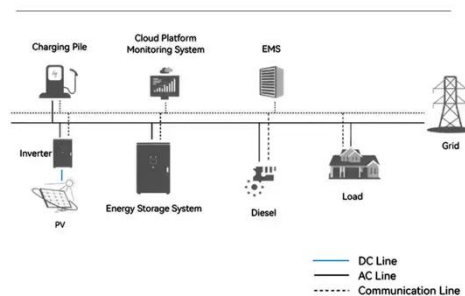 Charging Pile
Cloud Platform
Monitoring System
EMS
Grid
Inverter
PV
Energy Storage System
Diesel
Load
DC Line
AC Line
Communication Line